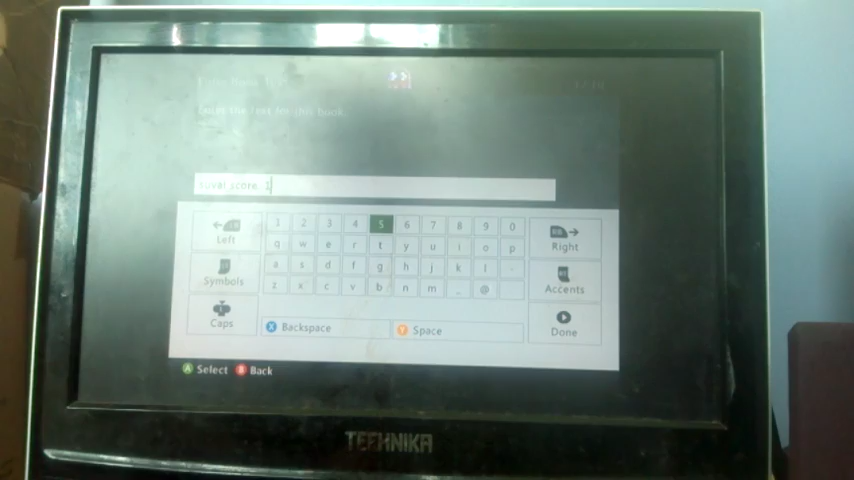 Enter the text for this book.
royal score. 1
1 2 3 4 5 6 7 8 9 0
Left
Right
q w e r t y u i o p
a s d f g h j k l -
Symbols
Accents
z x c v b n m _ @
Caps
X Backspace
Y Space
Done
A Select B Back
TEEHNIKA